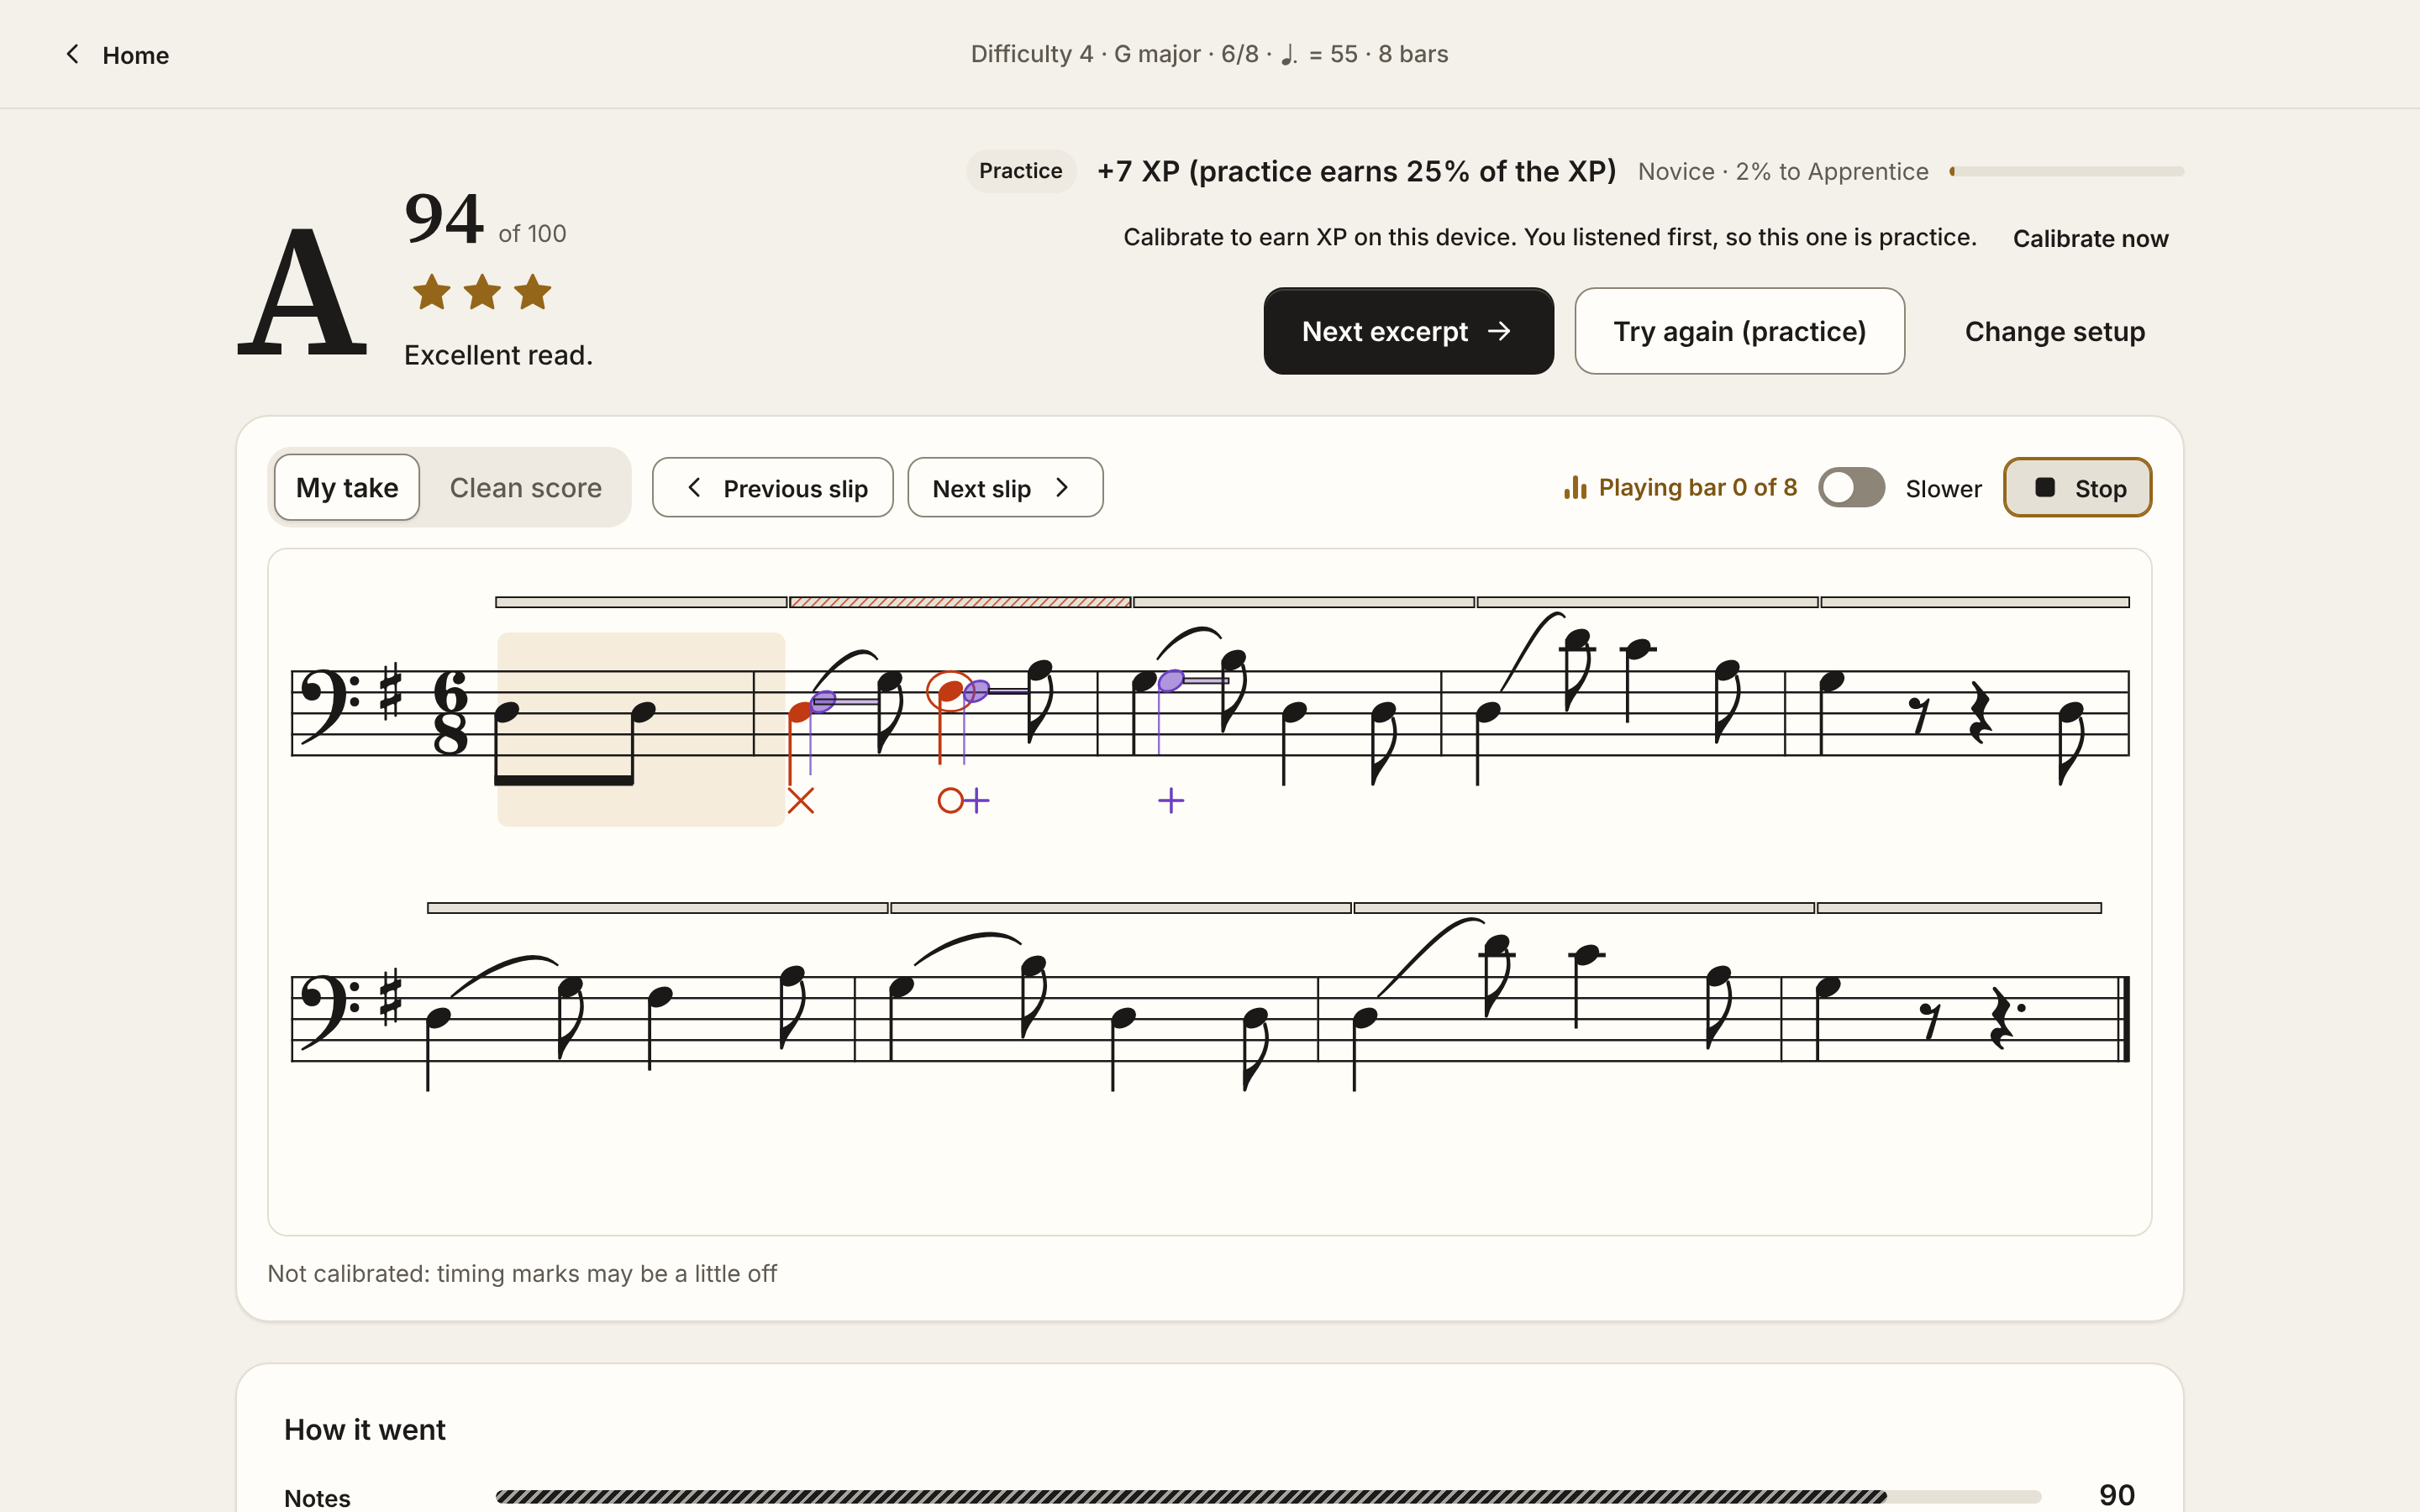 Home
Difficulty 4 · G major · 6/8 · ♩. = 55 · 8 bars
Practice +7 XP (practice earns 25% of the XP) Novice · 2% to Apprentice
A 94 of 100
Calibrate to earn XP on this device. You listened first, so this one is practice. Calibrate now
Excellent read.
Next excerpt → Try again (practice) Change setup
My take Clean score Previous slip Next slip Playing bar 0 of 8 Slower Stop
6
8
Not calibrated: timing marks may be a little off
How it went
Notes 90